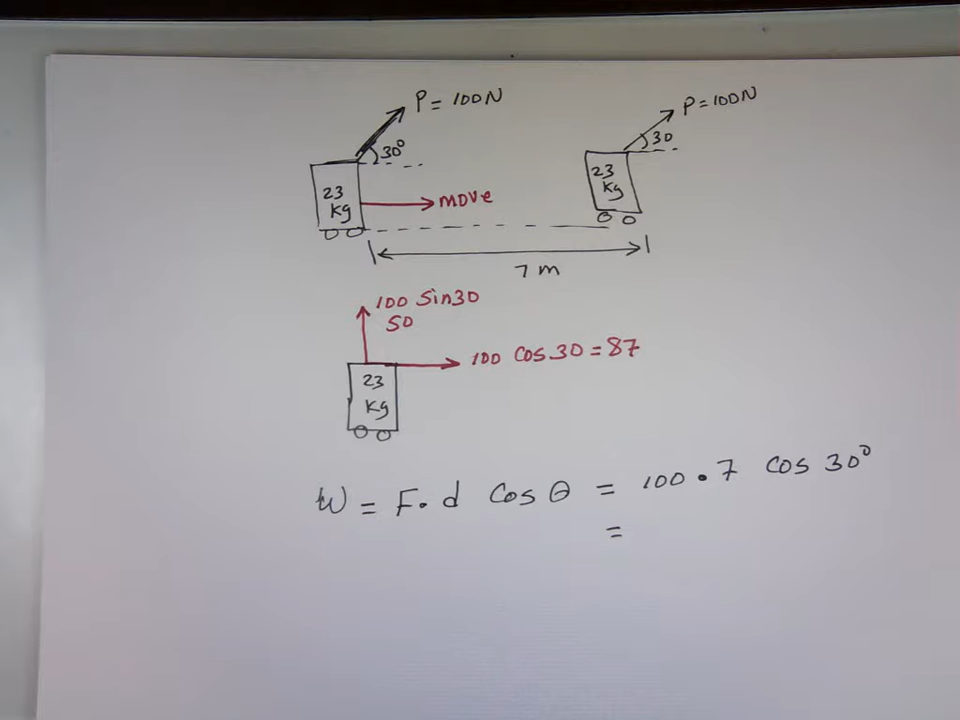 P = 100N
30°
23
kg
move
P = 100N
30
23
kg
7 m
100 Sin30
50
100 cos 30 = 87
23
kg
W = F. d Cos θ = 100 . 7 cos 30°
=